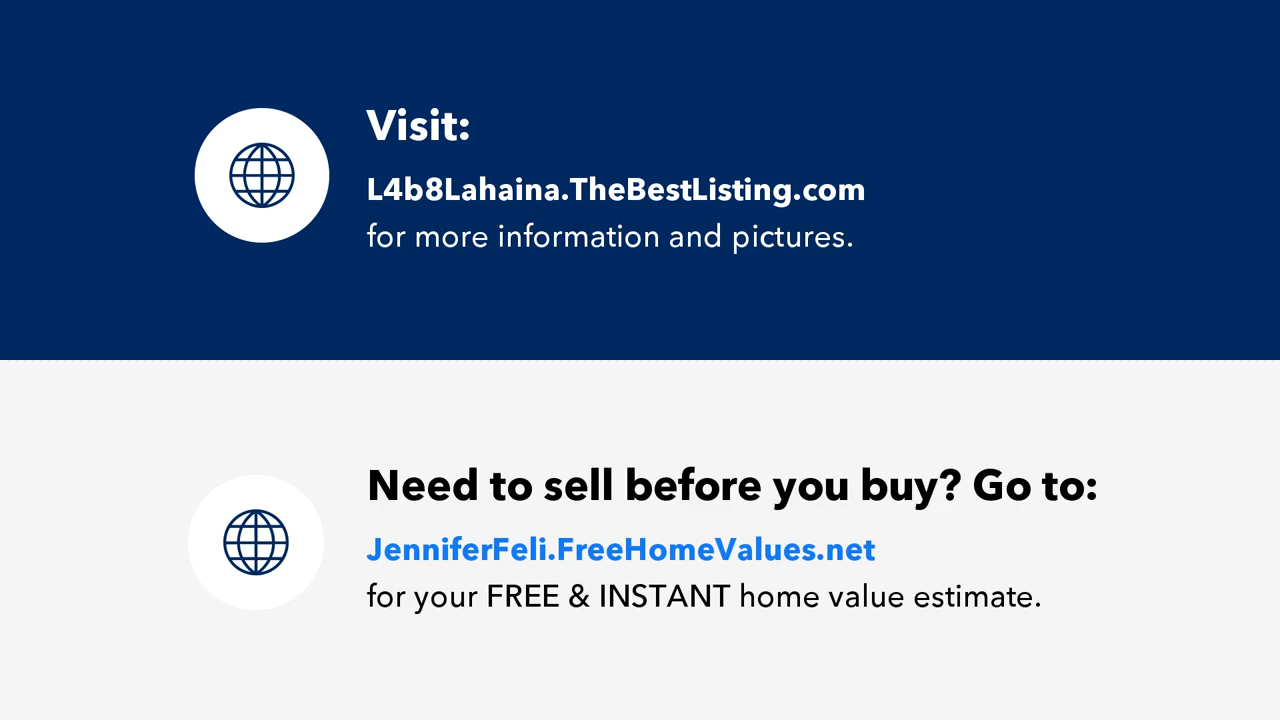 Visit:
L4b8Lahaina.TheBestListing.com
for more information and pictures.
Need to sell before you buy? Go to:
JenniferFeli.FreeHomeValues.net
for your FREE & INSTANT home value estimate.